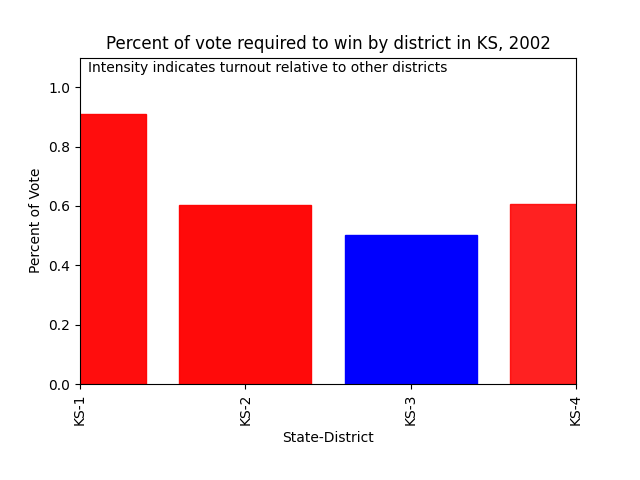 Percent of vote required to win by district in KS, 2002
Intensity indicates turnout relative to other districts
1.0
0.8
0.6
0.4
0.2
0.0
Percent of Vote
KS-1
KS-2
KS-3
KS-4
State-District